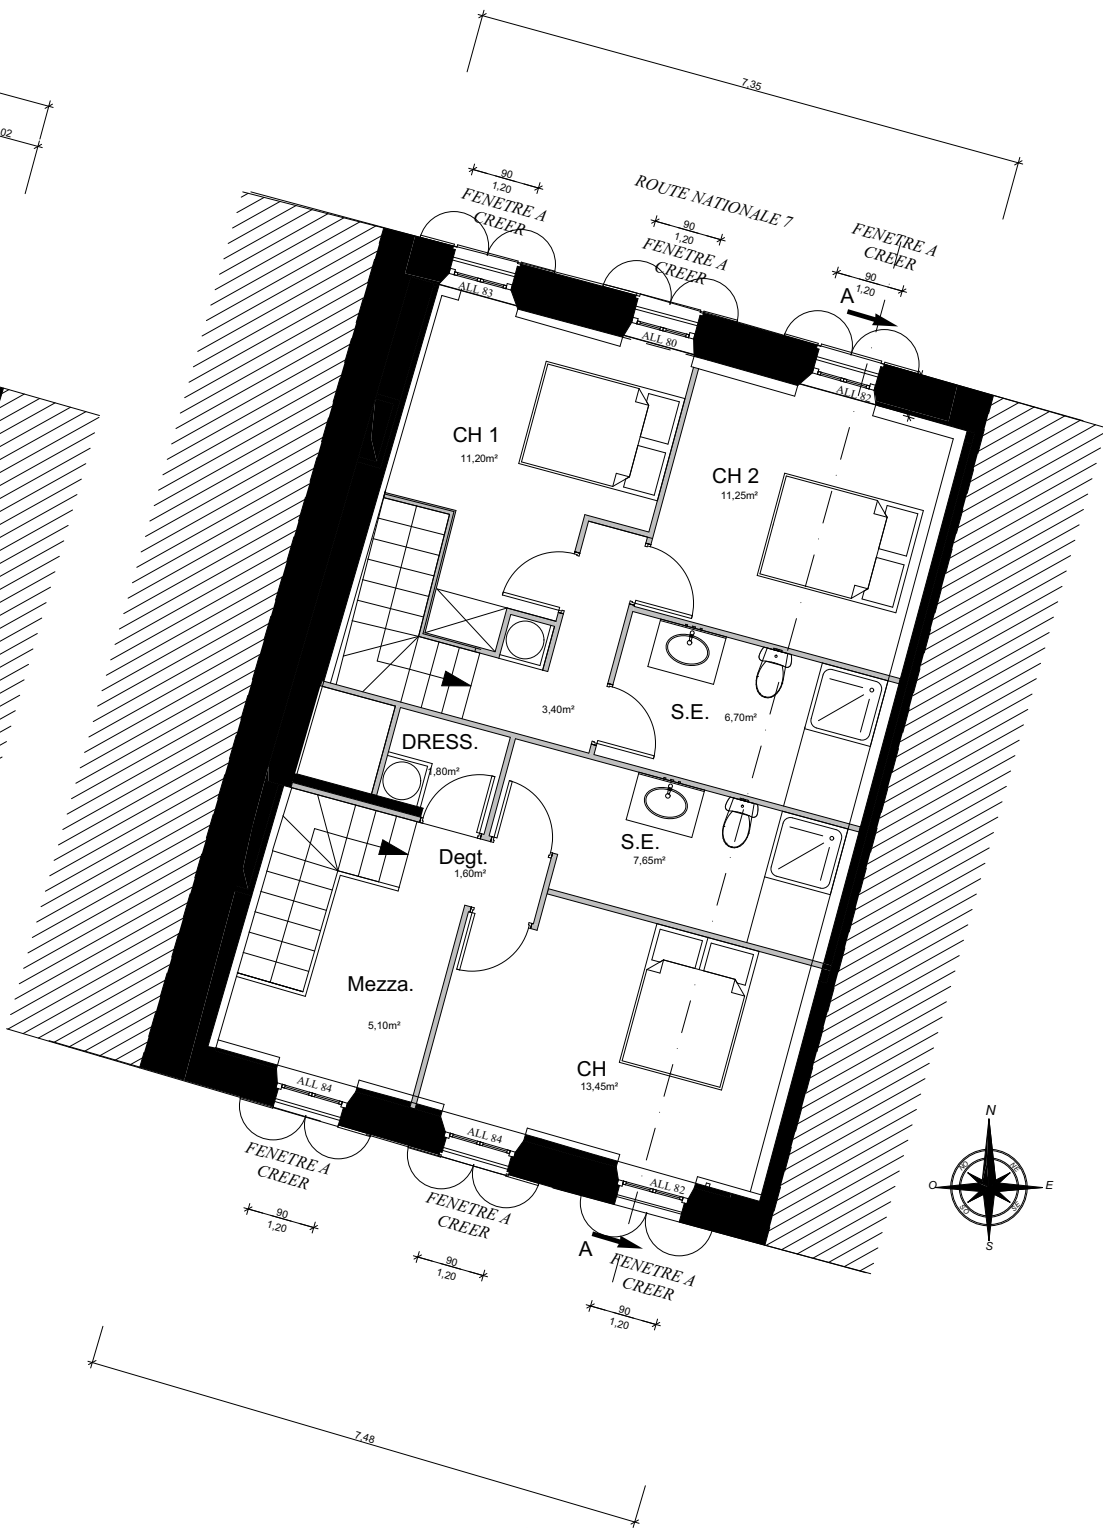 7,35
02
90
1,20
FENETRE A
CREER
ROUTE NATIONALE 7
90
1,20
FENETRE A
CREER
FENETRE A
CREER
90
1,20
A
ALL 83
ALL 80
ALL 82
CH 1
11,20m²
CH 2
11,25m²
3,40m²
S.E.
6,70m²
DRESS.
1,80m²
S.E.
7,65m²
Degt.
1,60m²
Mezza.
5,10m²
CH
13,45m²
ALL 84
ALL 84
ALL 82
FENETRE A
CREER
90
1,20
FENETRE A
CREER
90
1,20
A
FENETRE A
CREER
90
1,20
N
NO
NE
O
E
SO
SE
S
7,48